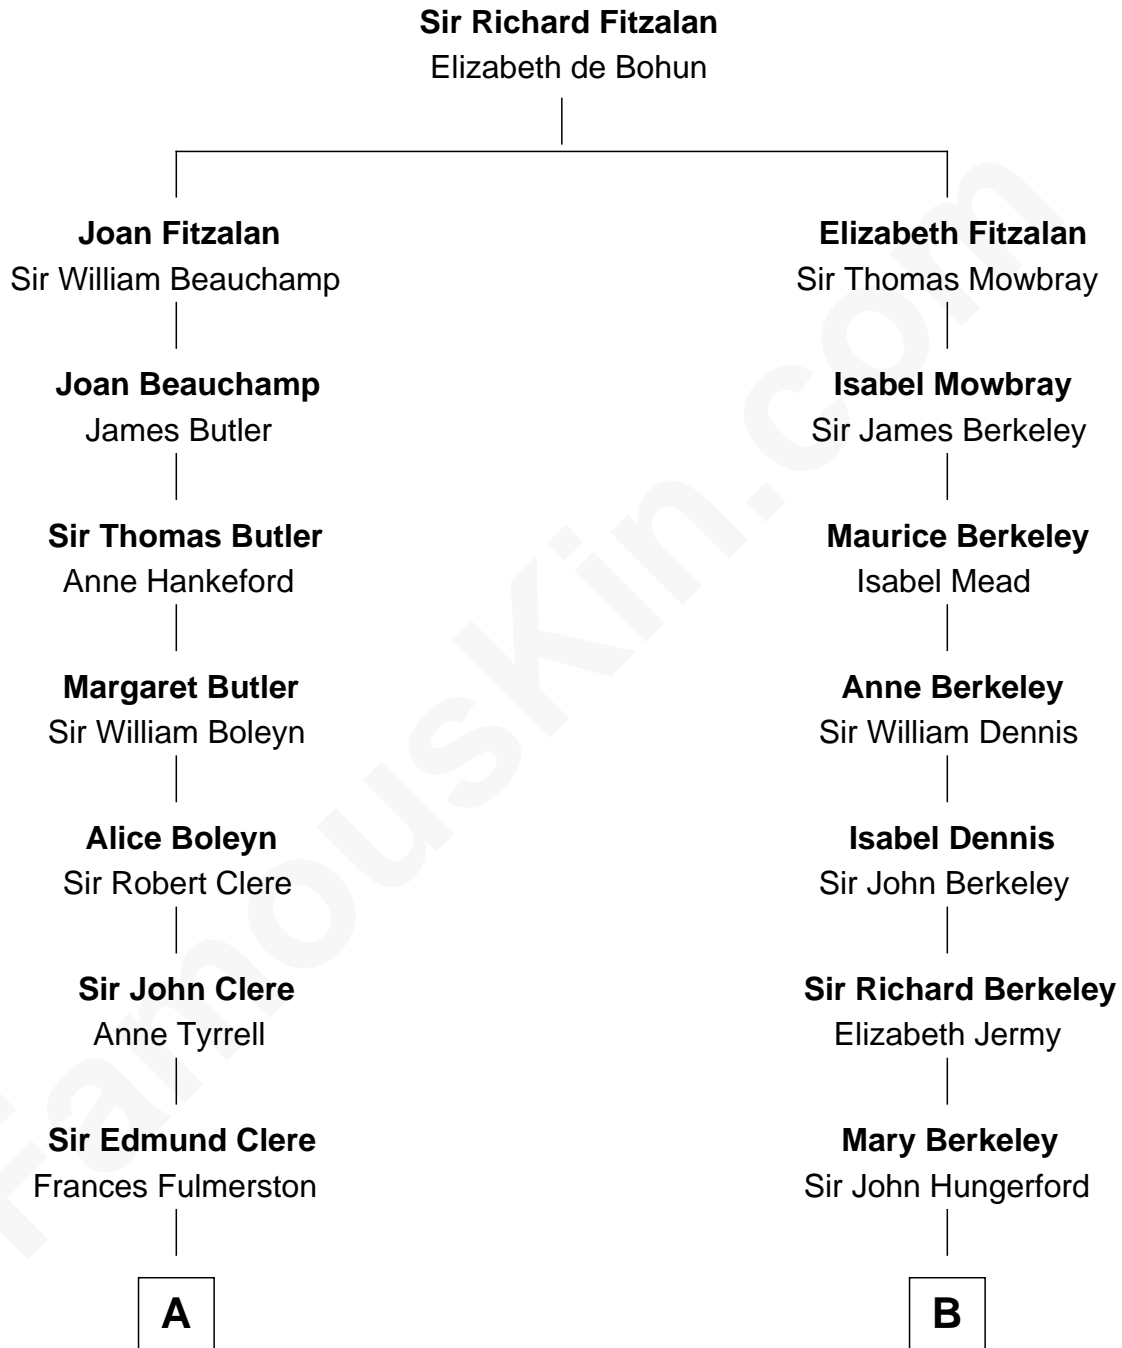 Sir Richard Fitzalan
Elizabeth de Bohun
Joan Fitzalan
Sir William Beauchamp
Elizabeth Fitzalan
Sir Thomas Mowbray
Joan Beauchamp
James Butler
Isabel Mowbray
Sir James Berkeley
Sir Thomas Butler
Anne Hankeford
Maurice Berkeley
Isabel Mead
Margaret Butler
Sir William Boleyn
Anne Berkeley
Sir William Dennis
Alice Boleyn
Sir Robert Clere
Isabel Dennis
Sir John Berkeley
Sir John Clere
Anne Tyrrell
Sir Richard Berkeley
Elizabeth Jermy
Sir Edmund Clere
Frances Fulmerston
Mary Berkeley
Sir John Hungerford
A
B
FamousKin.com